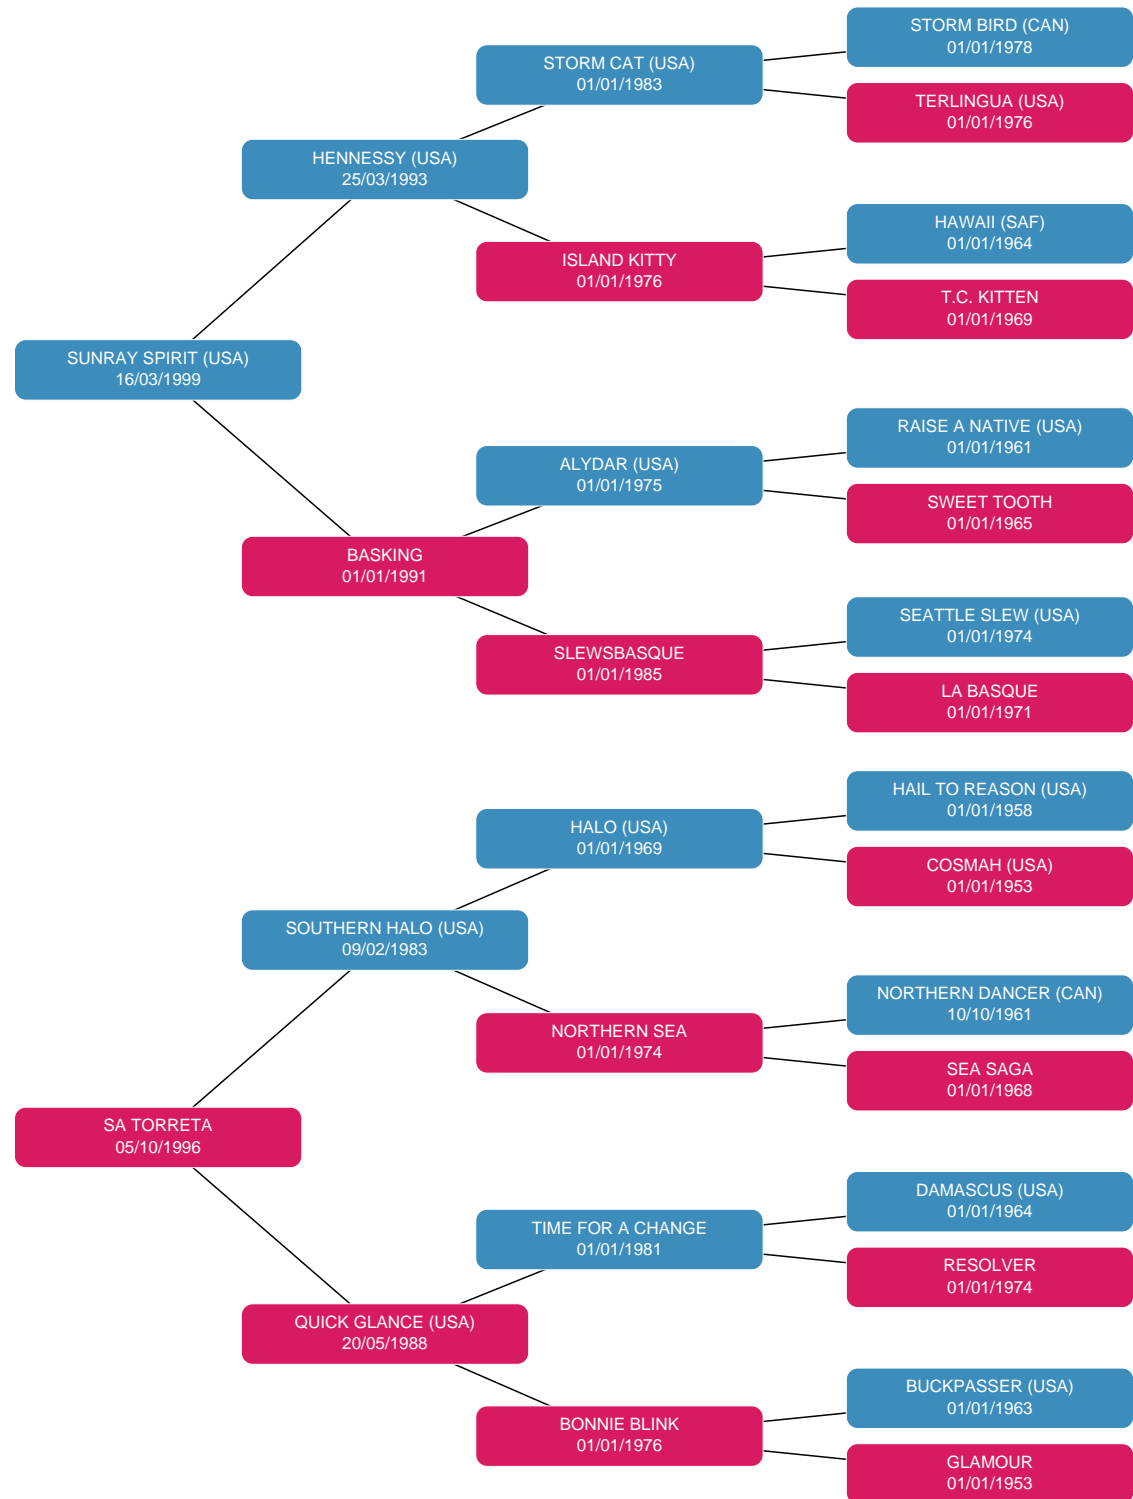 STORM BIRD (CAN)
01/01/1978
STORM CAT (USA)
01/01/1983
TERLINGUA (USA)
01/01/1976
HENNESSY (USA)
25/03/1993
HAWAII (SAF)
01/01/1964
ISLAND KITTY
01/01/1976
T.C. KITTEN
01/01/1969
SUNRAY SPIRIT (USA)
16/03/1999
RAISE A NATIVE (USA)
01/01/1961
ALYDAR (USA)
01/01/1975
SWEET TOOTH
01/01/1965
BASKING
01/01/1991
SEATTLE SLEW (USA)
01/01/1974
SLEWSBASQUE
01/01/1985
LA BASQUE
01/01/1971
HAIL TO REASON (USA)
01/01/1958
HALO (USA)
01/01/1969
COSMAH (USA)
01/01/1953
SOUTHERN HALO (USA)
09/02/1983
NORTHERN DANCER (CAN)
10/10/1961
NORTHERN SEA
01/01/1974
SEA SAGA
01/01/1968
SA TORRETA
05/10/1996
DAMASCUS (USA)
01/01/1964
TIME FOR A CHANGE
01/01/1981
RESOLVER
01/01/1974
QUICK GLANCE (USA)
20/05/1988
BUCKPASSER (USA)
01/01/1963
BONNIE BLINK
01/01/1976
GLAMOUR
01/01/1953